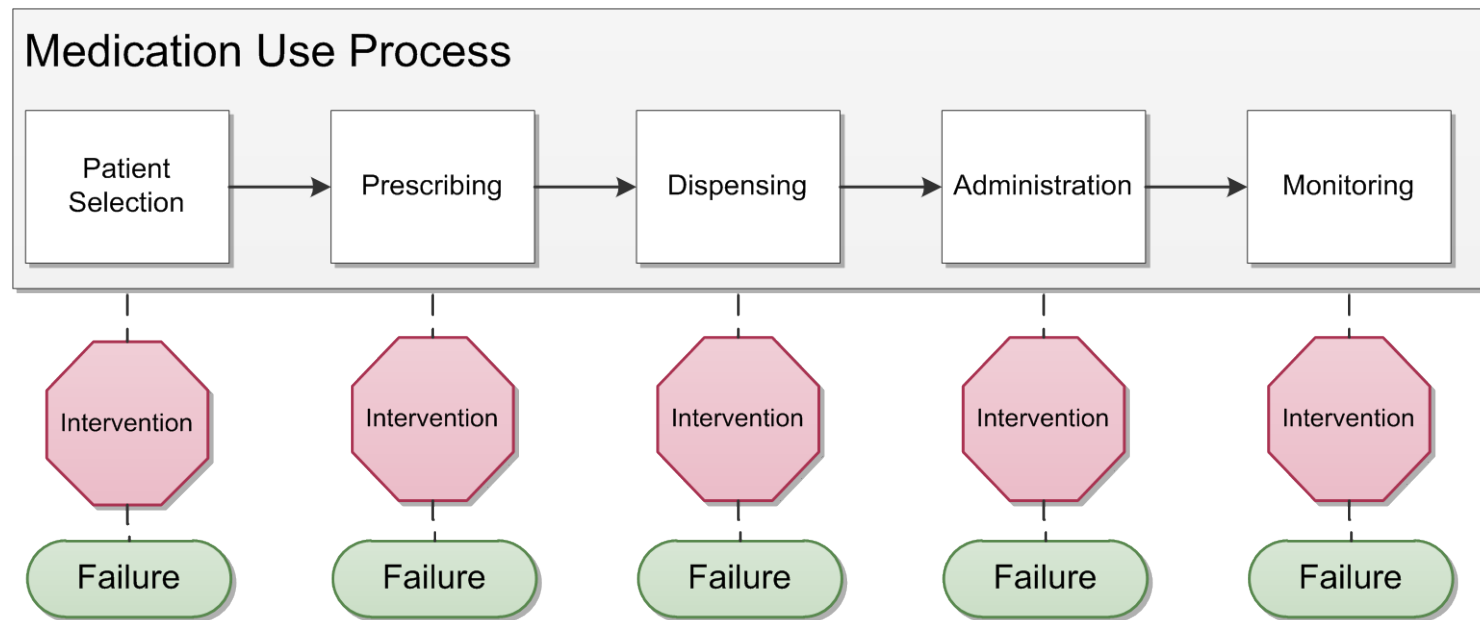 Medication Use Process
Patient
Selection
Prescribing
Dispensing
Administration
Monitoring
Intervention
Intervention
Intervention
Intervention
Intervention
Failure
Failure
Failure
Failure
Failure